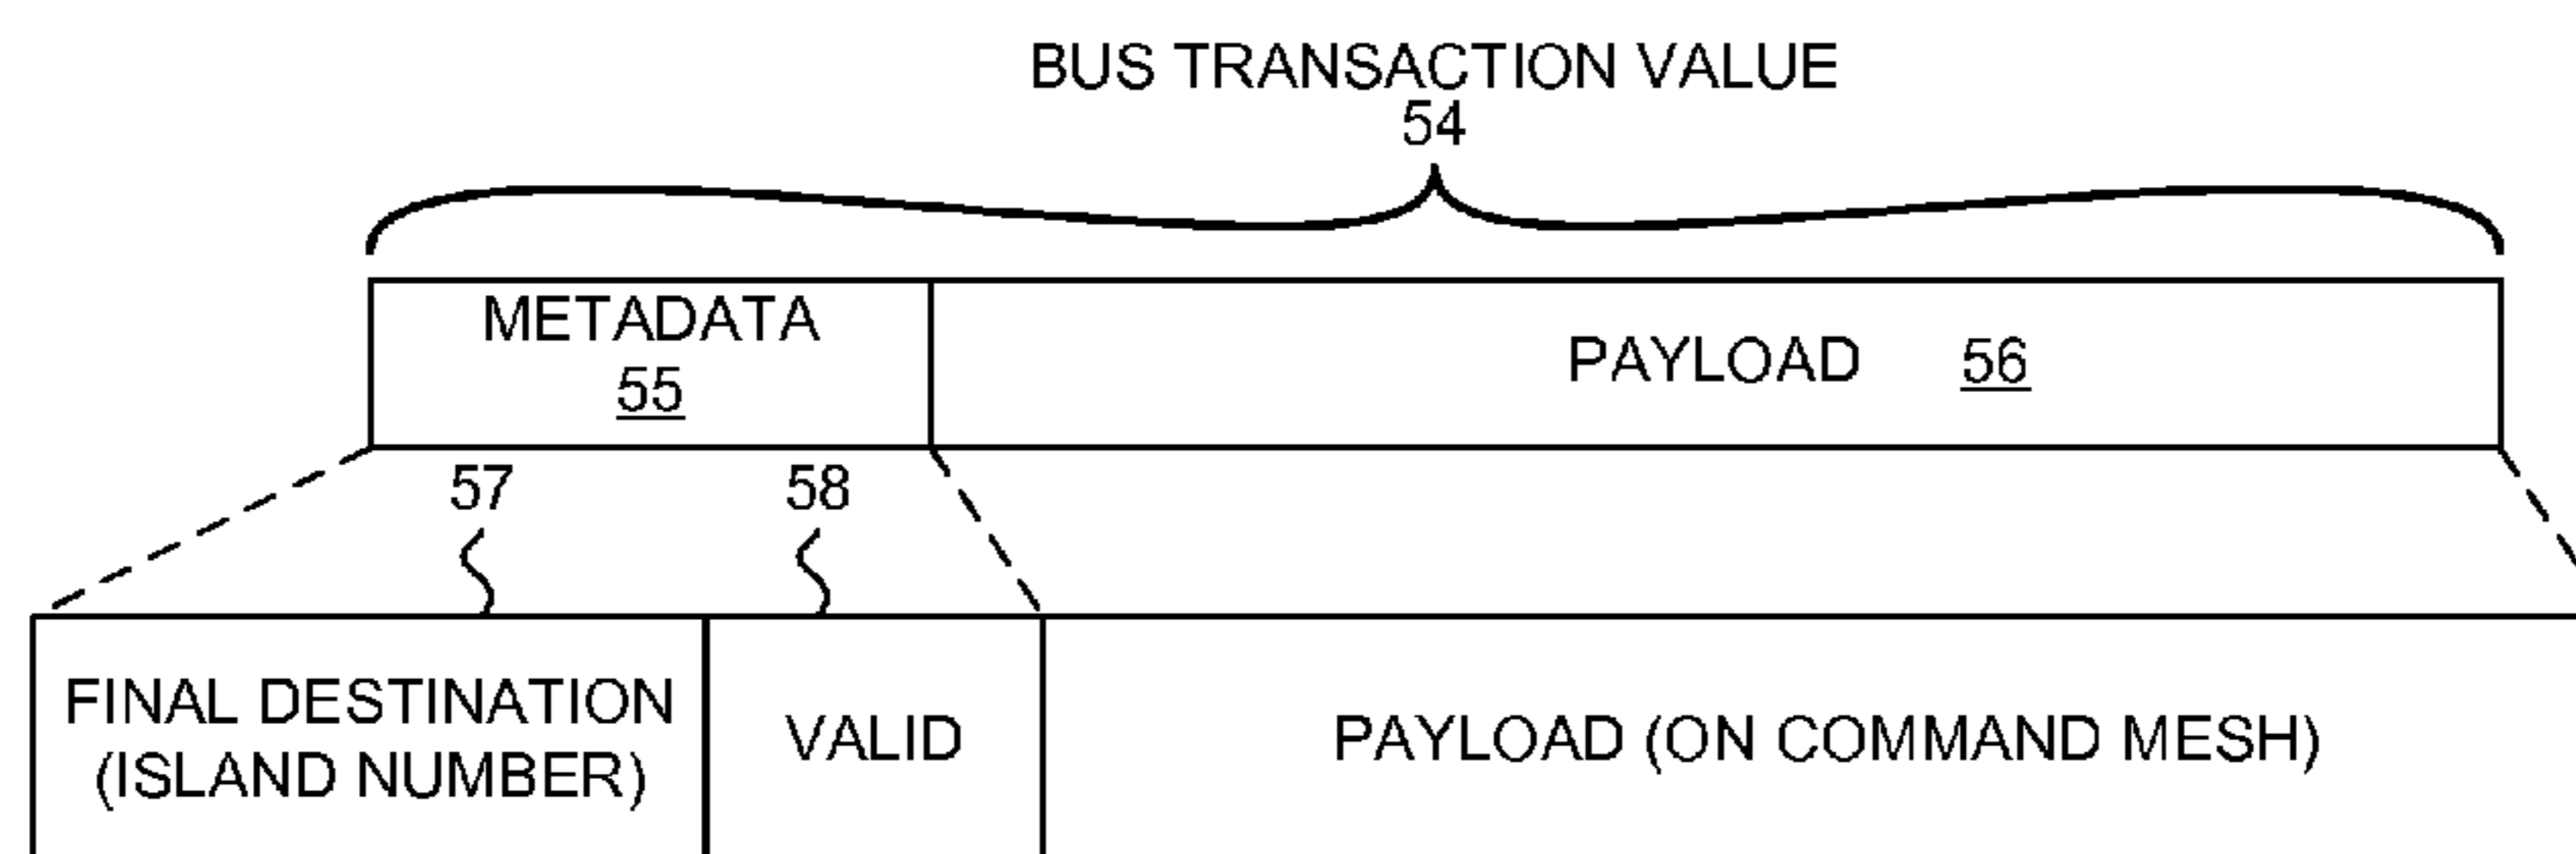 BUS TRANSACTION VALUE
54
METADATA
55
PAYLOAD 56
57 58
FINAL DESTINATION
(ISLAND NUMBER)
VALID
PAYLOAD (ON COMMAND MESH)